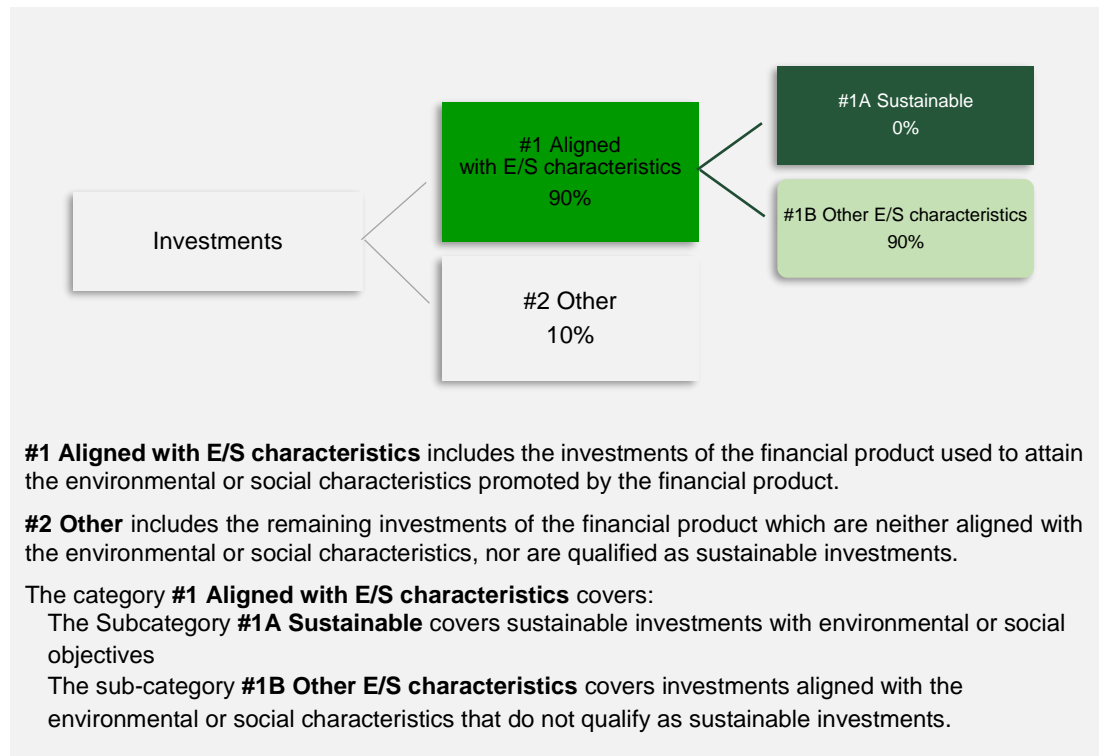 #1A Sustainable
0%
#1 Aligned
with E/S characteristics
90%
#1B Other E/S characteristics
90%
Investments
#2 Other
10%
#1 Aligned with E/S characteristics includes the investments of the financial product used to attain
the environmental or social characteristics promoted by the financial product.
#2 Other includes the remaining investments of the financial product which are neither aligned with
the environmental or social characteristics, nor are qualified as sustainable investments.
The category #1 Aligned with E/S characteristics covers:
The Subcategory #1A Sustainable covers sustainable investments with environmental or social
objectives
The sub-category #1B Other E/S characteristics covers investments aligned with the
environmental or social characteristics that do not qualify as sustainable investments.